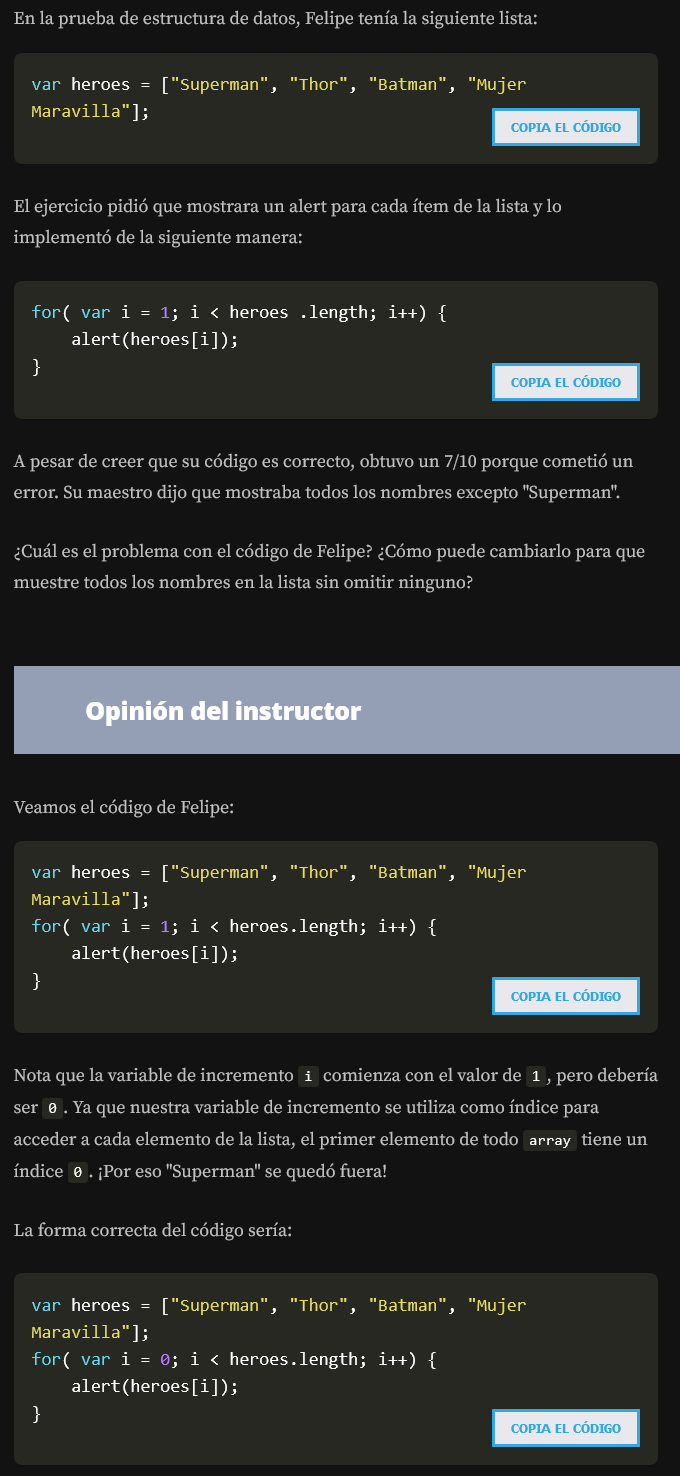 En la prueba de estructura de datos, Felipe tenía la siguiente lista:
var heroes = ["Superman", "Thor", "Batman", "Mujer
Maravilla"];
COPIA EL CÓDIGO
El ejercicio pidió que mostrara un alert para cada ítem de la lista y lo
implementó de la siguiente manera:
for( var i = 1; i < heroes .length; i++) {
    alert(heroes[i]);
}
COPIA EL CÓDIGO
A pesar de creer que su código es correcto, obtuvo un 7/10 porque cometió un
error. Su maestro dijo que mostraba todos los nombres excepto "Superman".
¿Cuál es el problema con el código de Felipe? ¿Cómo puede cambiarlo para que
muestre todos los nombres en la lista sin omitir ninguno?
Opinión del instructor
Veamos el código de Felipe:
var heroes = ["Superman", "Thor", "Batman", "Mujer
Maravilla"];
for( var i = 1; i < heroes.length; i++) {
    alert(heroes[i]);
}
COPIA EL CÓDIGO
Nota que la variable de incremento i comienza con el valor de 1, pero debería
ser 0. Ya que nuestra variable de incremento se utiliza como índice para
acceder a cada elemento de la lista, el primer elemento de todo array tiene un
índice 0. ¡Por eso "Superman" se quedó fuera!
La forma correcta del código sería:
var heroes = ["Superman", "Thor", "Batman", "Mujer
Maravilla"];
for( var i = 0; i < heroes.length; i++) {
    alert(heroes[i]);
}
COPIA EL CÓDIGO